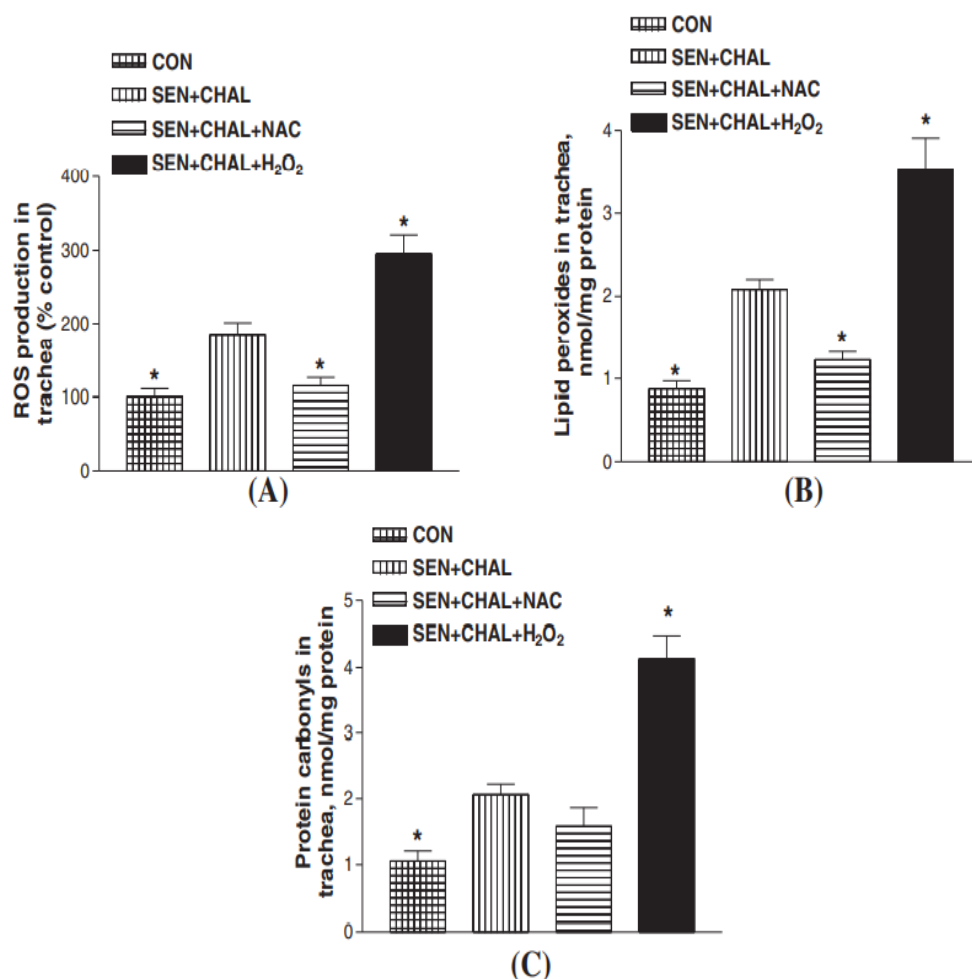 CON
SEN+CHAL
SEN+CHAL+NAC
SEN+CHAL+H₂O₂
ROS production in
trachea (% control)
400
300
200
100
0
*
*
*
(A)
CON
SEN+CHAL
SEN+CHAL+NAC
SEN+CHAL+H₂O₂
Lipid peroxides in trachea,
nmol/mg protein
4
3
2
1
0
*
*
*
(B)
CON
SEN+CHAL
SEN+CHAL+NAC
SEN+CHAL+H₂O₂
Protein carbonyls in
trachea, nmol/mg protein
5
4
3
2
1
0
*
*
(C)